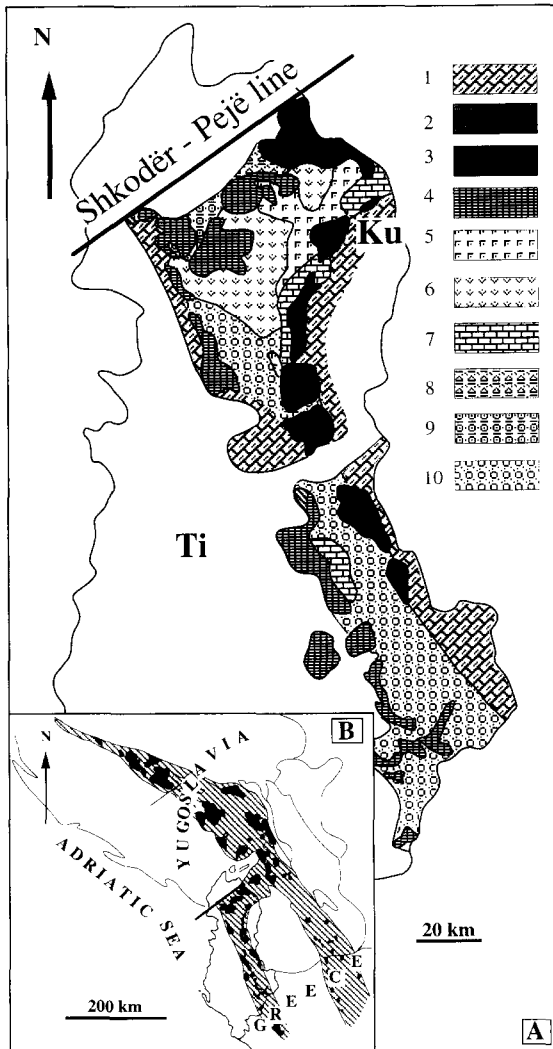 N
Shkodër - Pejë line
1
2
3
4
5
6
7
8
9
10
Ku
Ti
20 km
A
B
N
YUGOSLAVIA
ADRIATIC SEA
GREECE
200 km